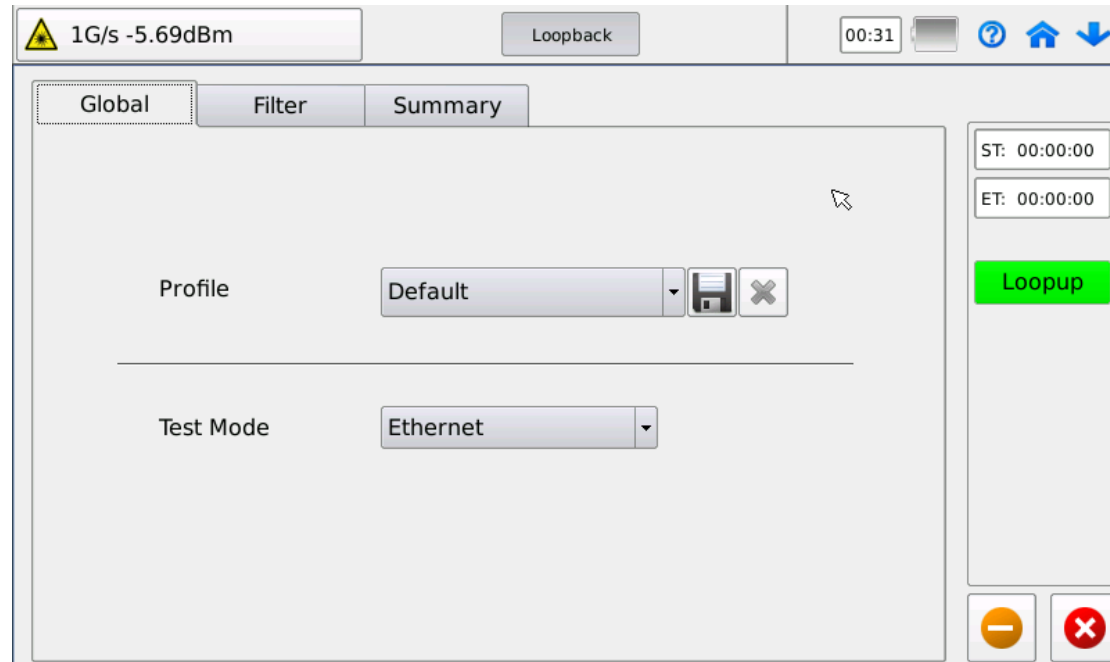 1G/s -5.69dBm
Loopback
00:31
Global
Filter
Summary
ST: 00:00:00
ET: 00:00:00
Profile
Default
Loopup
Test Mode
Ethernet